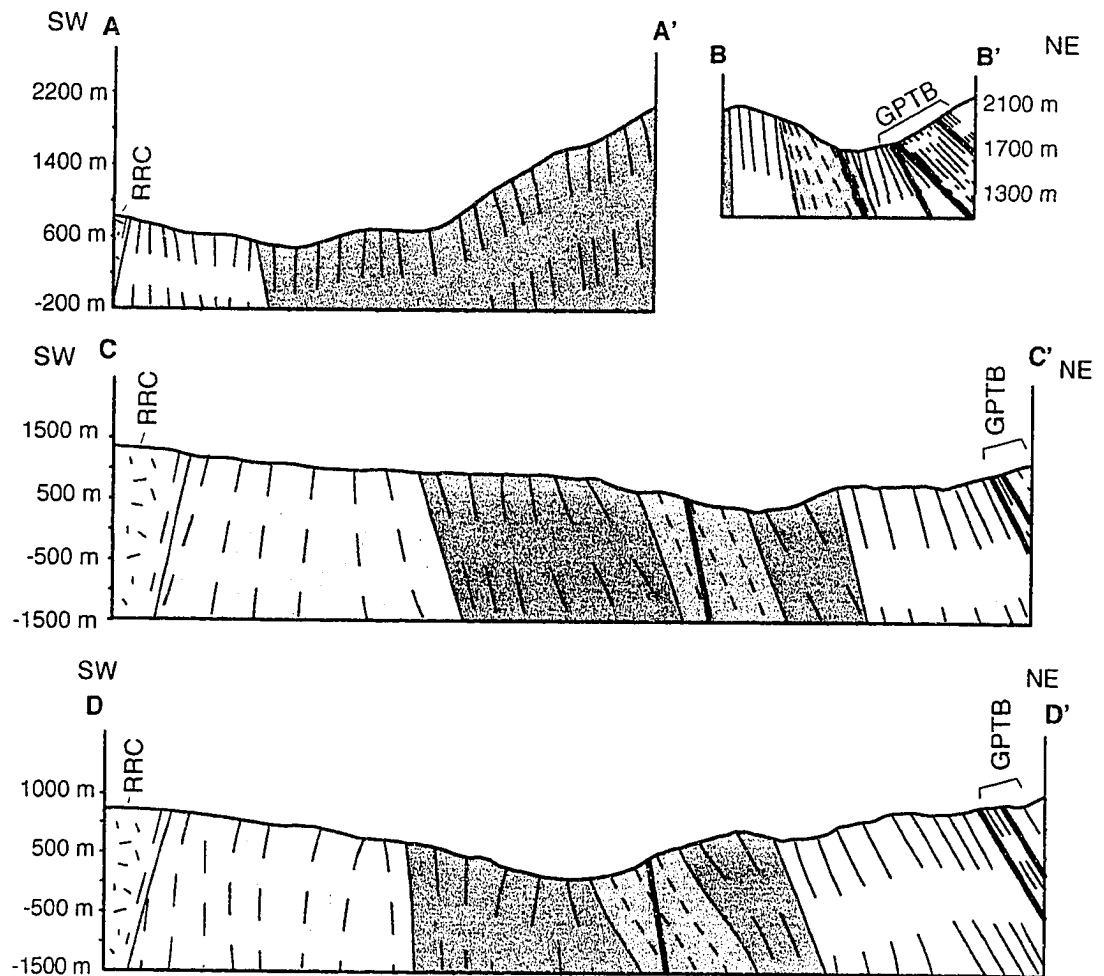 SW A A'
2200 m
1400 m
600 m
-200 m
RRC
B B' NE
GPTB
2100 m
1700 m
1300 m
SW C C' NE
1500 m
500 m
-500 m
-1500 m
RRC
GPTB
SW NE
D D'
1000 m
500 m
-500 m
-1500 m
RRC
GPTB